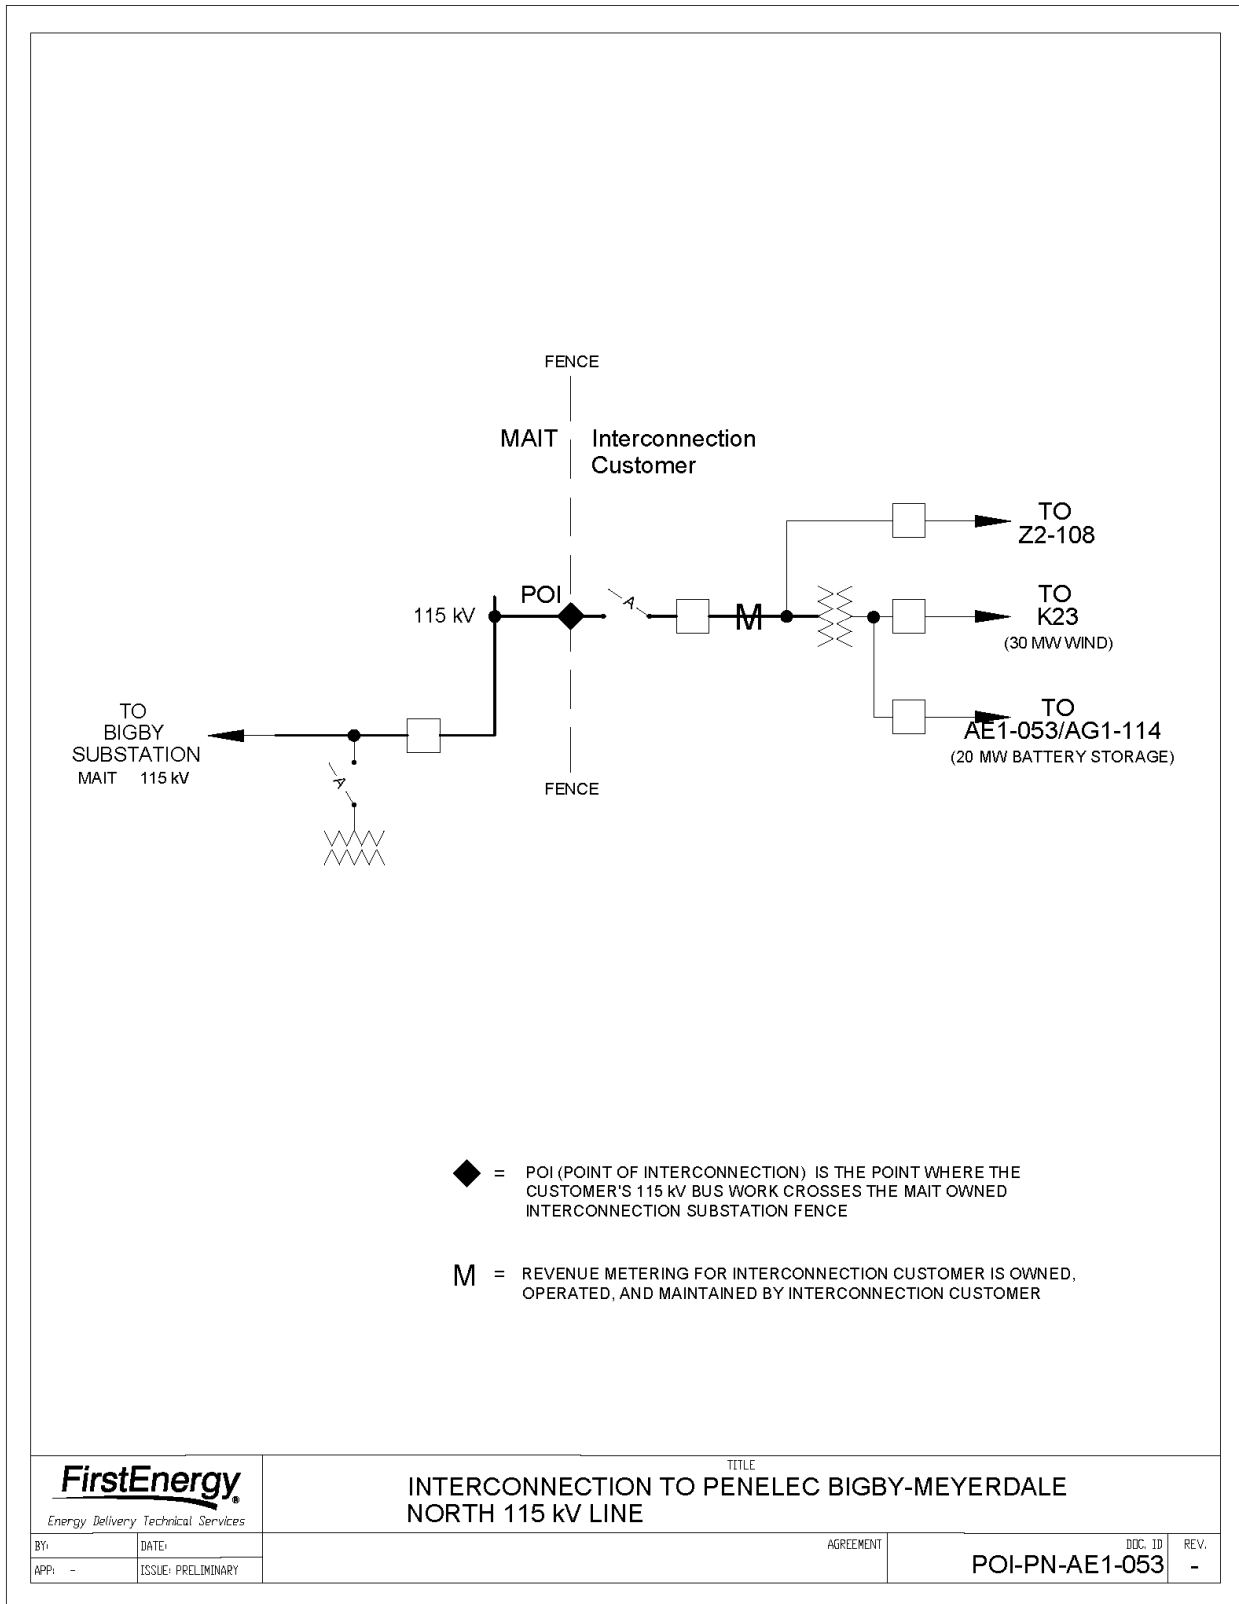 FENCE
MAIT Interconnection
Customer
TO
Z2-108
POI
115 kV
A
M
TO
K23
(30 MW WIND)
TO
BIGBY
SUBSTATION
MAIT 115 kV
A
TO
AE1-053/AG1-114
(20 MW BATTERY STORAGE)
FENCE
= POI (POINT OF INTERCONNECTION) IS THE POINT WHERE THE
CUSTOMER'S 115 kV BUS WORK CROSSES THE MAIT OWNED
INTERCONNECTION SUBSTATION FENCE
M = REVENUE METERING FOR INTERCONNECTION CUSTOMER IS OWNED,
OPERATED, AND MAINTAINED BY INTERCONNECTION CUSTOMER
FirstEnergy®
Energy Delivery Technical Services
TITLE
INTERCONNECTION TO PENELEC BIGBY-MEYERDALE
NORTH 115 kV LINE
BY: DATE:
APP: - ISSUE: PRELIMINARY
AGREEMENT
DOC. ID
POI-PN-AE1-053
REV.
-